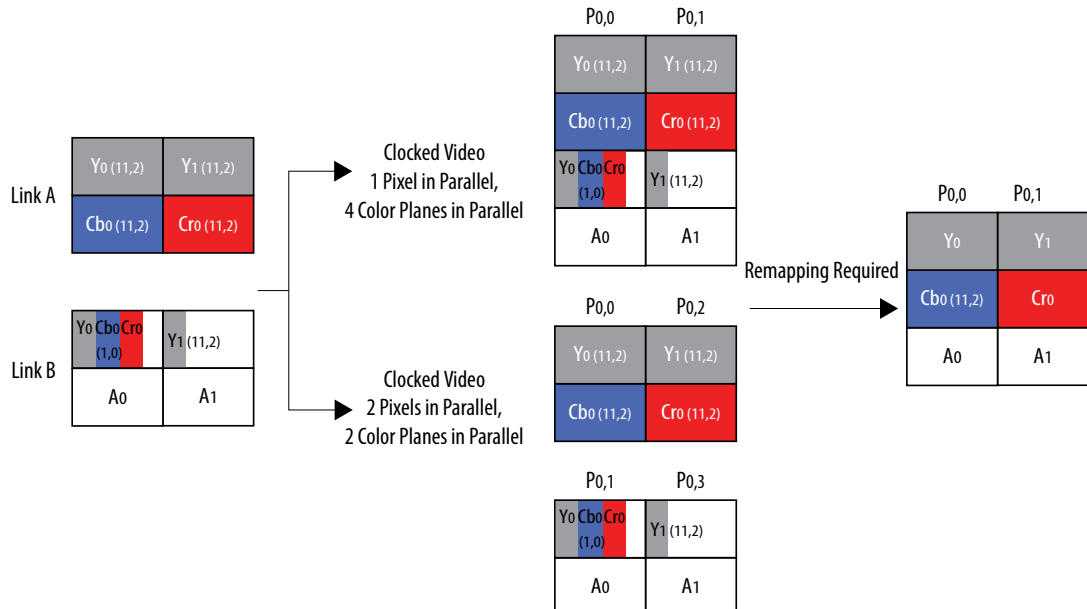 Link A
Y0 (11,2) Y1 (11,2)
Cb0 (11,2) Cr0 (11,2)
Link B
Y0 Cb0 Cr0 Y1 (11,2)
(1,0)
A0 A1
Clocked Video
1 Pixel in Parallel,
4 Color Planes in Parallel
Clocked Video
2 Pixels in Parallel,
2 Color Planes in Parallel
P0,0 P0,1
Y0 (11,2) Y1 (11,2)
Cb0 (11,2) Cr0 (11,2)
Y0 Cb0 Cr0 Y1 (11,2)
(1,0)
A0 A1
P0,0 P0,2
Y0 (11,2) Y1 (11,2)
Cb0 (11,2) Cr0 (11,2)
P0,1 P0,3
Y0 Cb0 Cr0 Y1 (11,2)
(1,0)
A0 A1
Remapping Required
P0,0 P0,1
Y0 Y1
Cb0 (11,2) Cr0
A0 A1